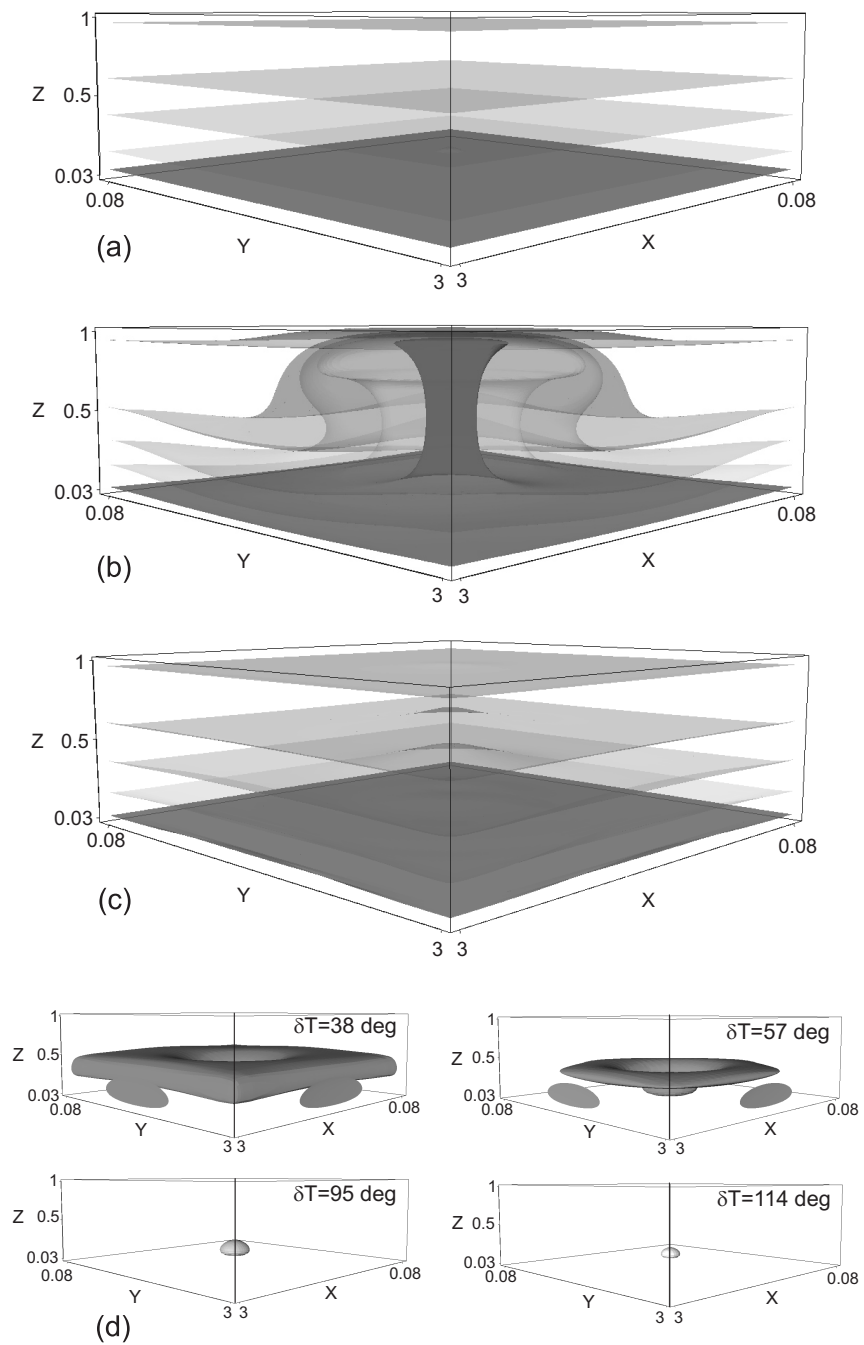 1
Z 0.5
0.03
0.08 0.08
Y X
(a)
3 3
1
Z 0.5
0.03
0.08 0.08
Y X
(b)
3 3
1
Z 0.5
0.03
0.08 0.08
Y X
(c)
3 3
1
δT=38 deg
Z 0.5
0.03
0.08 0.08
Y X
3 3
1
δT=57 deg
Z 0.5
0.03
0.08 0.08
Y X
3 3
1
δT=95 deg
Z 0.5
0.03
0.08 0.08
Y X
3 3
1
δT=114 deg
Z 0.5
0.03
0.08 0.08
Y X
3 3
(d)